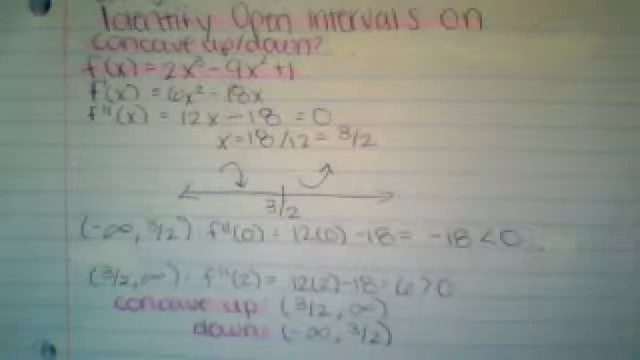 Identify Open intervals on
concave up/down?
f(x) = 2x³ - 9x² + 1
f'(x) = 6x² - 18x
f''(x) = 12x - 18 = 0
x = 18/12 = 3/2
3/2
(-∞, 3/2) f''(0) = 12(0) - 18 = -18 < 0
(3/2, ∞) f''(2) = 12(2) - 18 = 6 > 0
concave up: (3/2, ∞)
down: (-∞, 3/2)